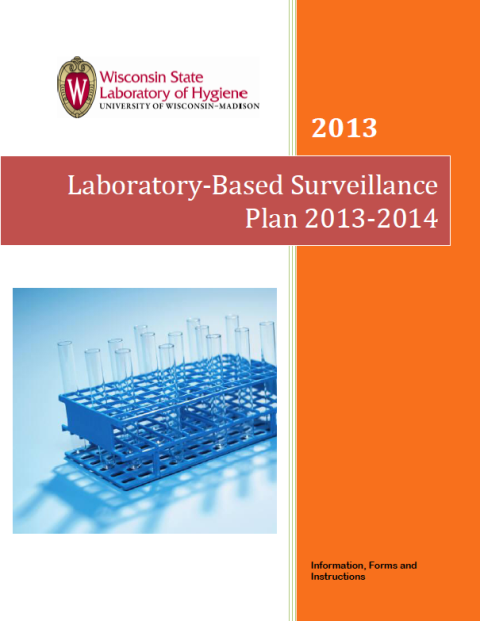 W
Wisconsin State
Laboratory of Hygiene
UNIVERSITY OF WISCONSIN–MADISON
2013
Laboratory-Based Surveillance
Plan 2013-2014
Information, Forms and
Instructions